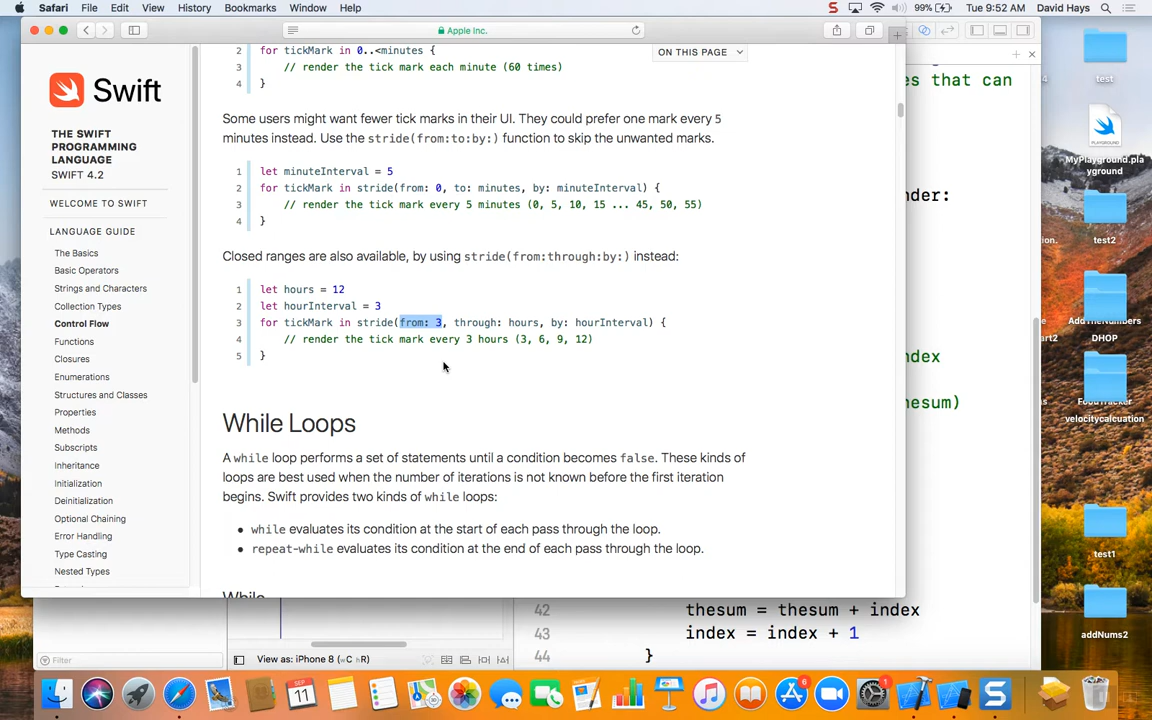 Safari File Edit View History Bookmarks Window Help
99% Tue 9:52 AM David Hays
Apple Inc.
ON THIS PAGE
Swift
THE SWIFT
PROGRAMMING
LANGUAGE
SWIFT 4.2
WELCOME TO SWIFT
LANGUAGE GUIDE
The Basics
Basic Operators
Strings and Characters
Collection Types
Control Flow
Functions
Closures
Enumerations
Structures and Classes
Properties
Methods
Subscripts
Inheritance
Initialization
Deinitialization
Optional Chaining
Error Handling
Type Casting
Nested Types
2 for tickMark in 0..<minutes {
3 // render the tick mark each minute (60 times)
4 }
Some users might want fewer tick marks in their UI. They could prefer one mark every 5
minutes instead. Use the stride(from:to:by:) function to skip the unwanted marks.
1 let minuteInterval = 5
2 for tickMark in stride(from: 0, to: minutes, by: minuteInterval) {
3 // render the tick mark every 5 minutes (0, 5, 10, 15 ... 45, 50, 55)
4 }
Closed ranges are also available, by using stride(from:through:by:) instead:
1 let hours = 12
2 let hourInterval = 3
3 for tickMark in stride(from: 3, through: hours, by: hourInterval) {
4 // render the tick mark every 3 hours (3, 6, 9, 12)
5 }
While Loops
A while loop performs a set of statements until a condition becomes false. These kinds of
loops are best used when the number of iterations is not known before the first iteration
begins. Swift provides two kinds of while loops:
• while evaluates its condition at the start of each pass through the loop.
• repeat-while evaluates its condition at the end of each pass through the loop.
While
es that can
nder:
ndex
hesum)
42 thesum = thesum + index
43 index = index + 1
44 }
Filter
View as: iPhone 8 (wC hR)
test
PLAYGROUND
MyPlayground.pla
yground
test2
AddTheNumbers
DHOP
FoodTracker
velocitycalcuation
test1
addNums2
SEP
11
6
1
S